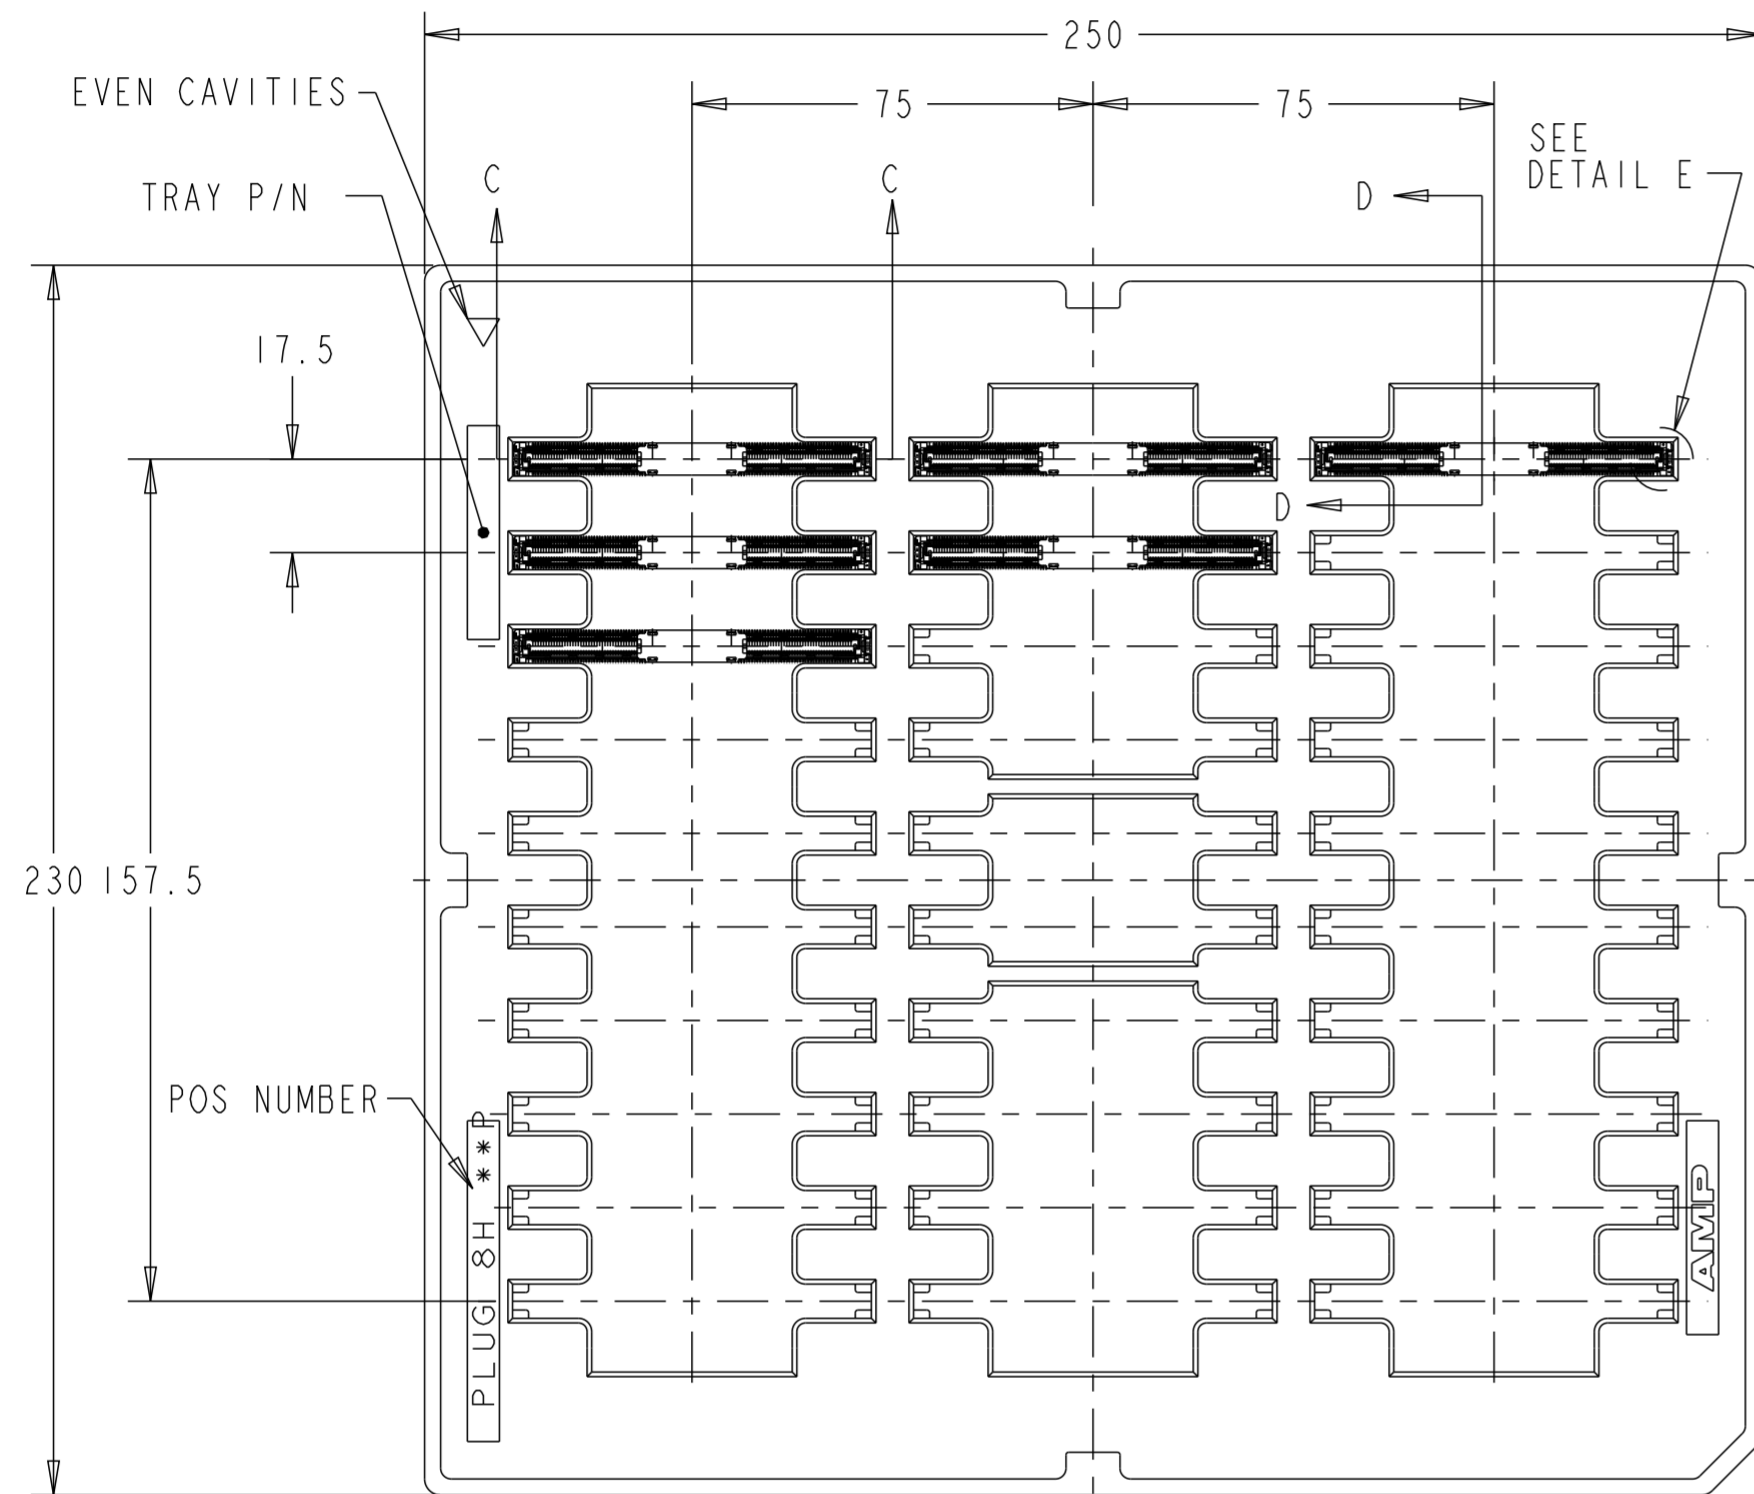 250
EVEN CAVITIES
75
75
SEE
DETAIL E
TRAY P/N
C
C
D
17.5
D
230
157.5
POS NUMBER
PLUG 8H **P
AMP